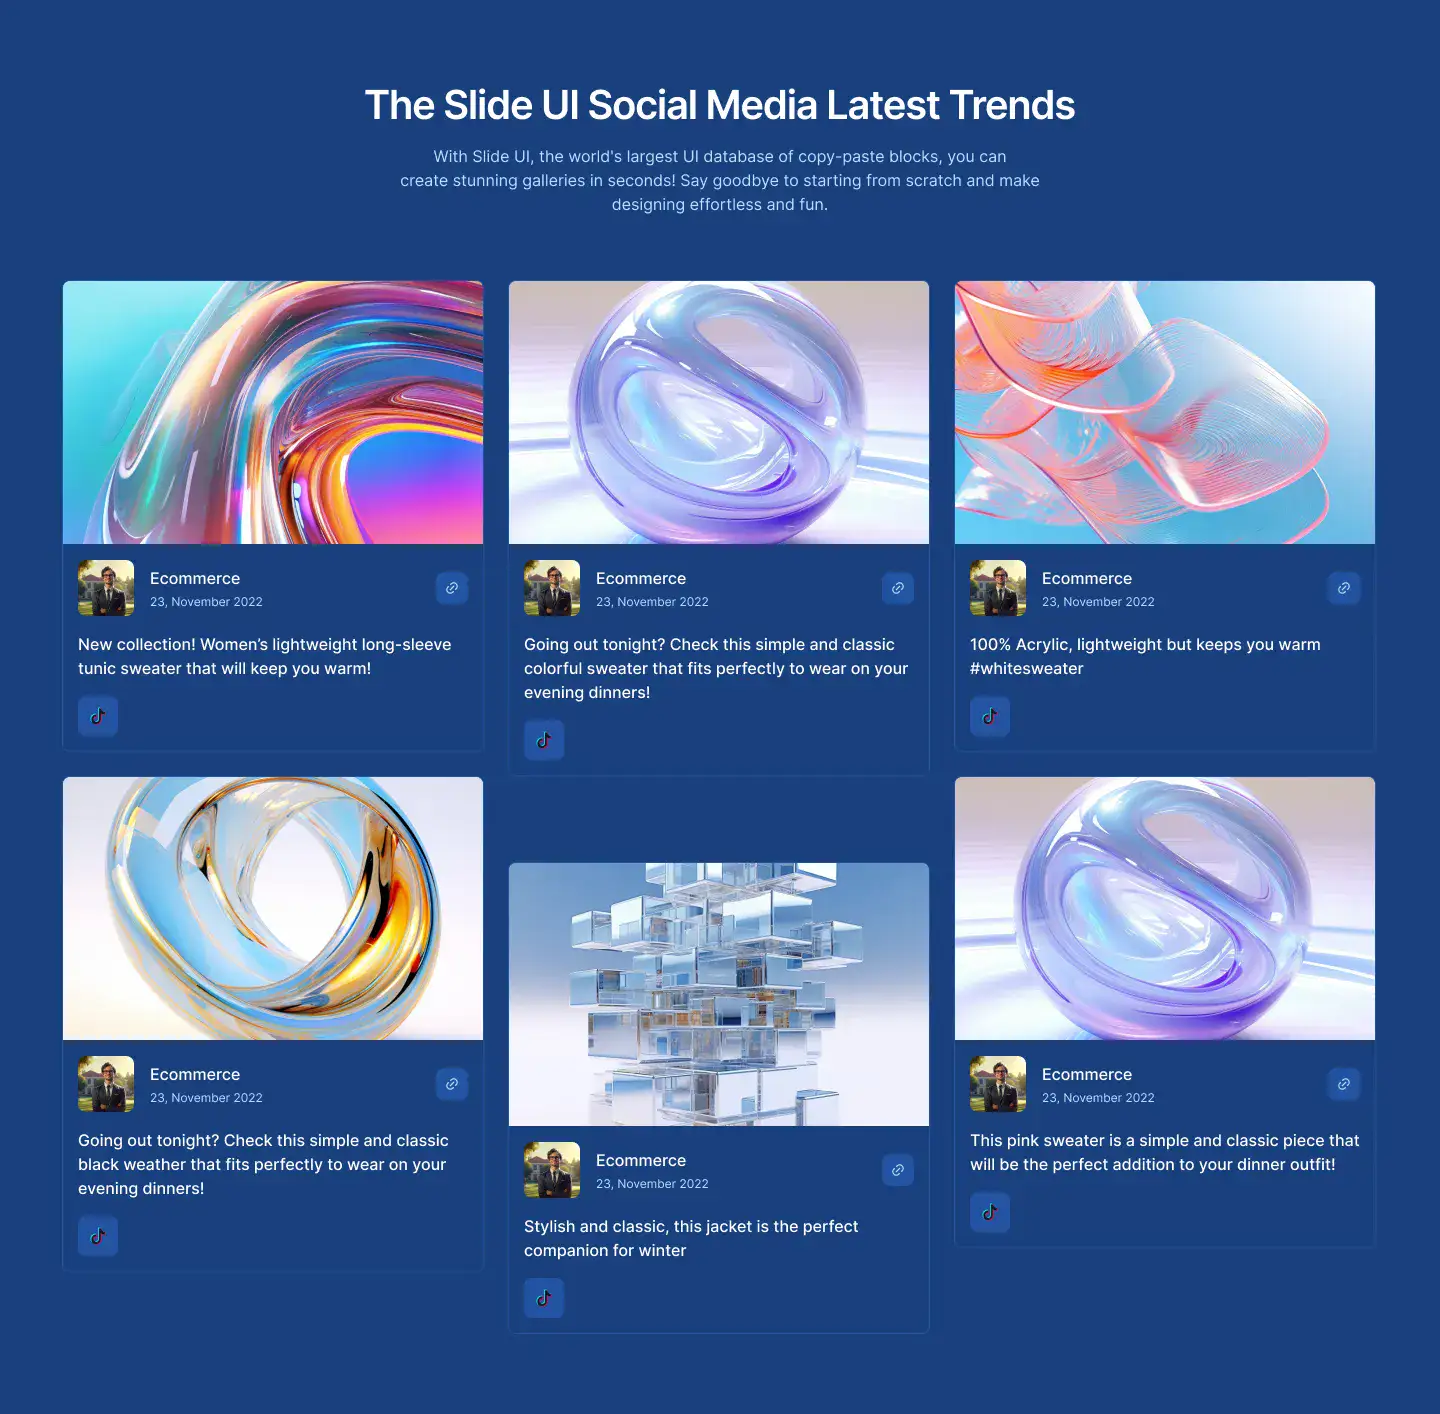 The Slide UI Social Media Latest Trends
With Slide UI, the world's largest UI database of copy-paste blocks, you can
create stunning galleries in seconds! Say goodbye to starting from scratch and make
designing effortless and fun.
Ecommerce
23, November 2022
New collection! Women’s lightweight long-sleeve
tunic sweater that will keep you warm!
Ecommerce
23, November 2022
Going out tonight? Check this simple and classic
colorful sweater that fits perfectly to wear on your
evening dinners!
Ecommerce
23, November 2022
100% Acrylic, lightweight but keeps you warm
#whitesweater
Ecommerce
23, November 2022
Going out tonight? Check this simple and classic
black weather that fits perfectly to wear on your
evening dinners!
Ecommerce
23, November 2022
Stylish and classic, this jacket is the perfect
companion for winter
Ecommerce
23, November 2022
This pink sweater is a simple and classic piece that
will be the perfect addition to your dinner outfit!